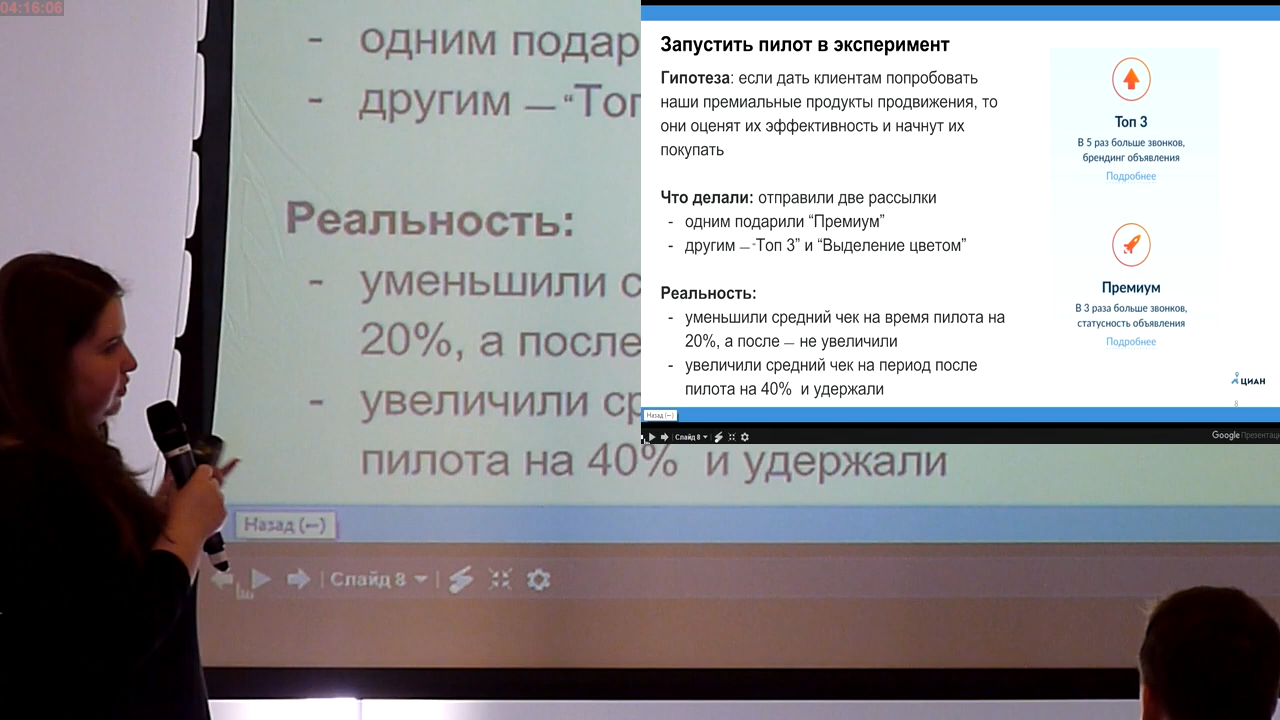 04:16:06
одним подар
другим — “Топ
Реальность:
- уменьшили с
20%, а после
- увеличили ср
пилота на 40% и удержали
Назад (←)
Слайд 8
Запустить пилот в эксперимент
Гипотеза: если дать клиентам попробовать
наши премиальные продукты продвижения, то
они оценят их эффективность и начнут их
покупать
Что делали: отправили две рассылки
- одним подарили “Премиум”
- другим — “Топ 3” и “Выделение цветом”
Реальность:
- уменьшили средний чек на время пилота на
20%, а после — не увеличили
- увеличили средний чек на период после
пилота на 40% и удержали
Топ 3
В 5 раз больше звонков,
брендинг объявления
Подробнее
Премиум
В 3 раза больше звонков,
статусность объявления
Подробнее
ЦИАН
8
Назад (←)
Слайд 8
Google Презентац